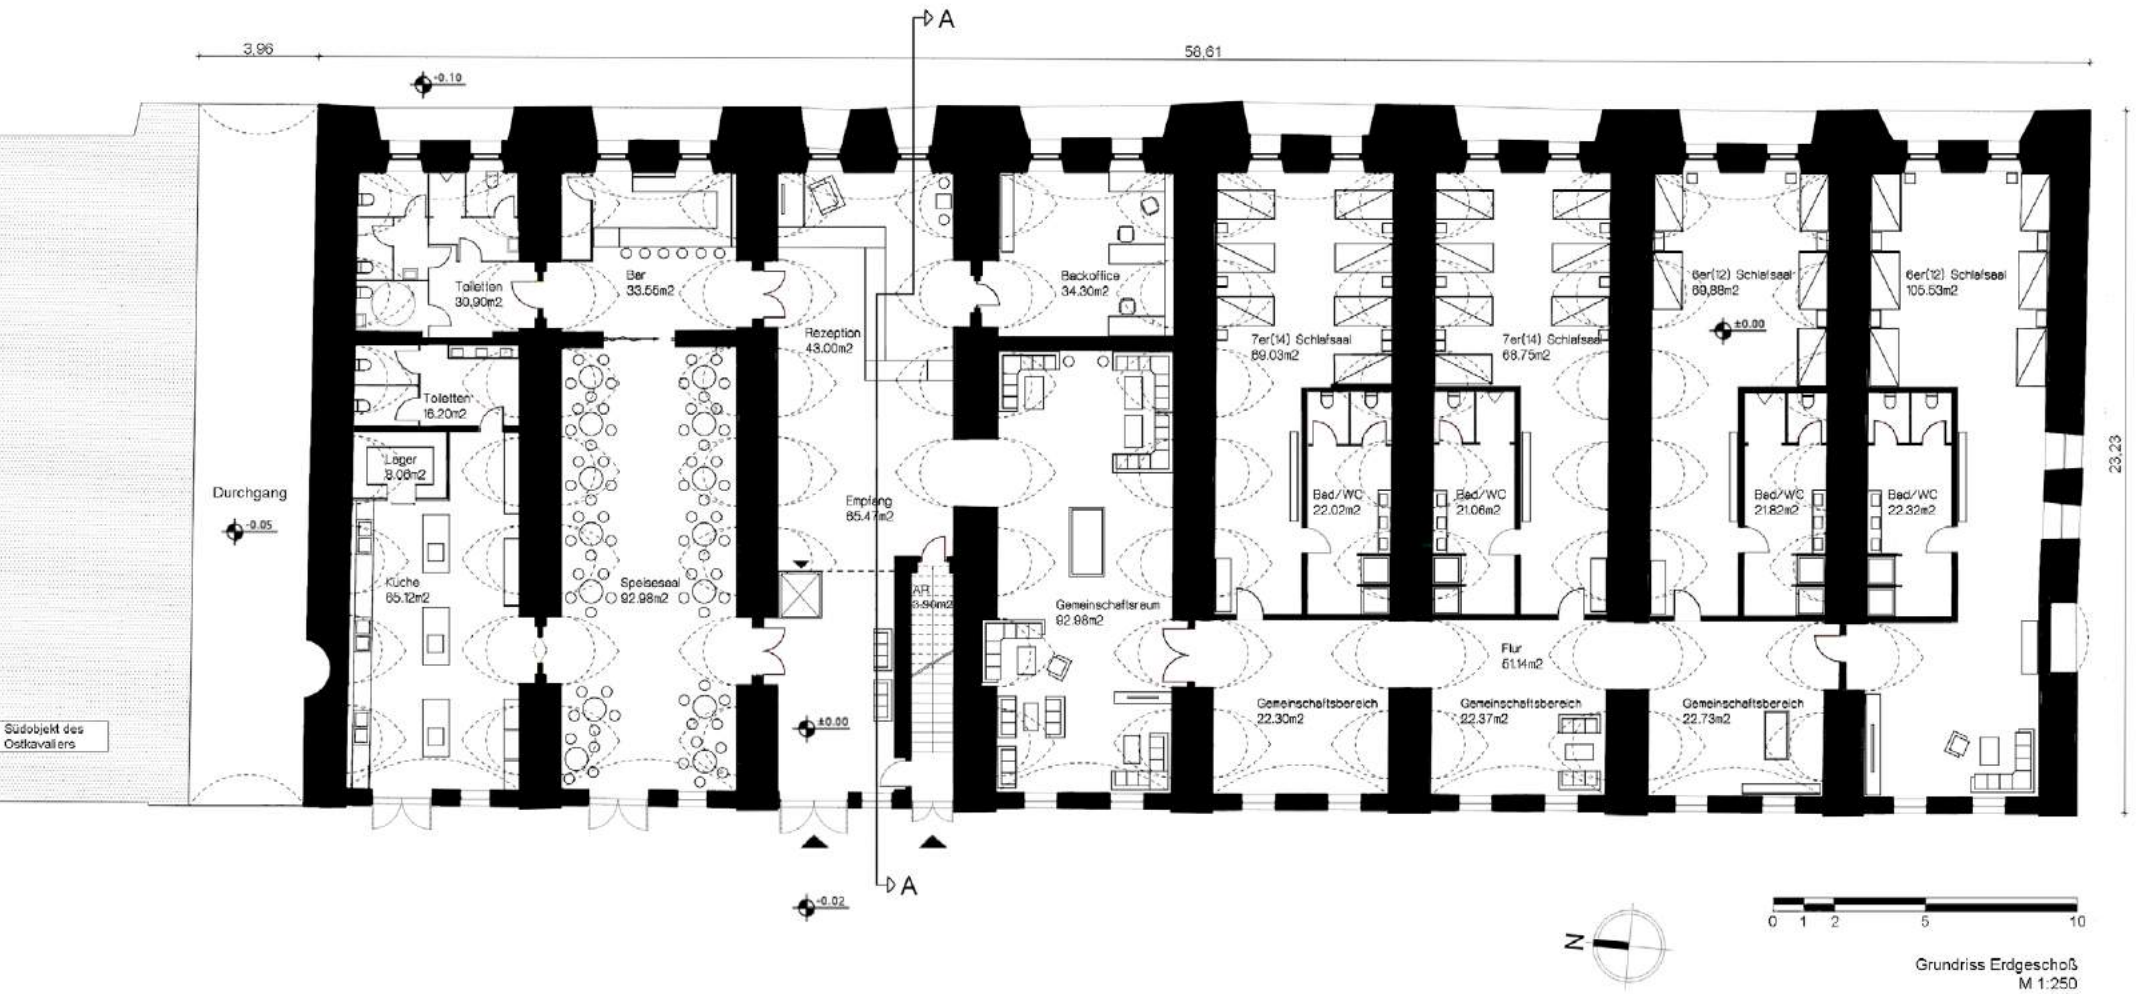 A
3,96
58,61
-0.10
Toiletten
30,90m2
Bar
33.55m2
Rezeption
43.00m2
Backoffice
34.30m2
7er(14) Schlafsaal
69.03m2
7er(14) Schlafsaal
68.75m2
6er(12) Schlafsaal
69,88m2
±0.00
6er(12) Schlafsaal
105.53m2
Toiletten
16.20m2
Lager
8.06m2
Durchgang
-0.05
Küche
65.12m2
Speisesaal
92.98m2
Empfang
65.47m2
AR
3.90m2
±0.00
Gemeinschaftsraum
92.98m2
Bad/WC
22.02m2
Bad/WC
21.06m2
Bad/WC
21.82m2
Bad/WC
22.32m2
23,23
Flur
51.14m2
Gemeinschaftsbereich
22.30m2
Gemeinschaftsbereich
22.37m2
Gemeinschaftsbereich
22.73m2
Südobjekt des
Ostkavaliers
A
-0.02
N
0 1 2 5 10
Grundriss Erdgeschoß
M 1:250